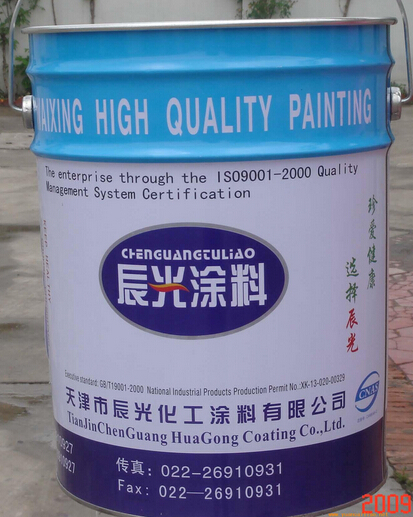 AIXING HIGH QUALITY PAINTING
The enterprise through the ISO9001-2000 Quality
Management System Certification
珍爱健康
选择辰光
CHENGUANGTULIAO
辰光涂料
Executive standard: GB/T19001-2000 National Industrial Products Production Permit No.:XK-13-020-00329
CNAS
天津市辰光化工涂料有限公司
TianJinChenGuang HuaGong Coating Co.,Ltd.
传真：022-26910931
Fax: 022—26910931
2009